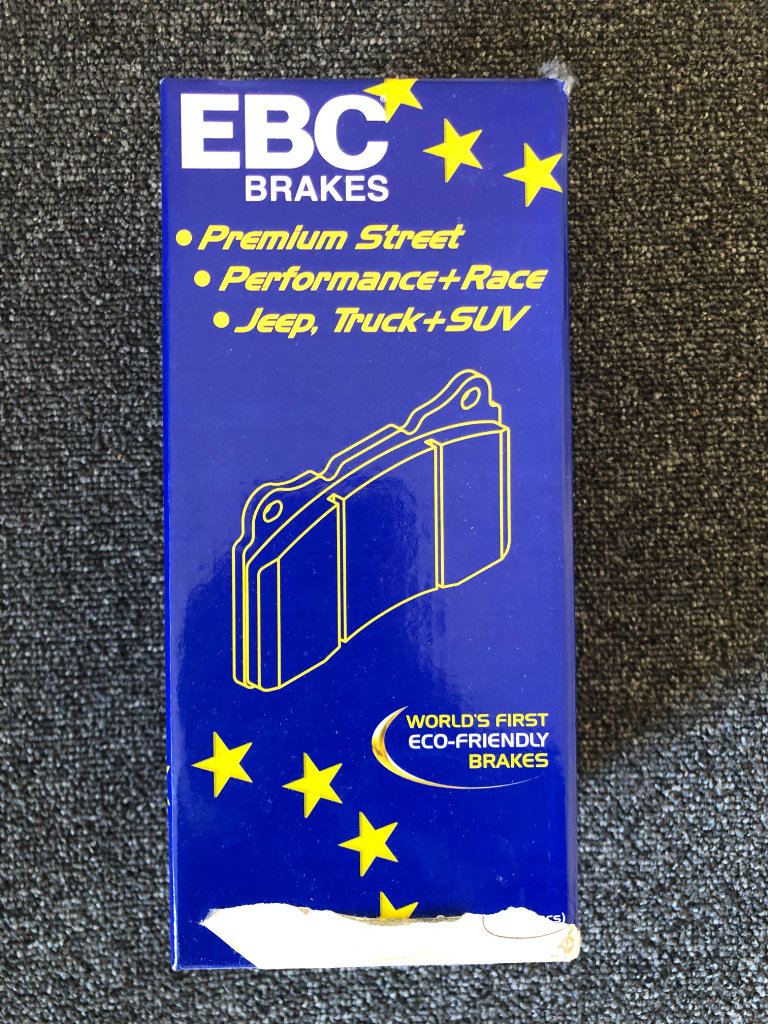 EBC
BRAKES
• Premium Street
• Performance+Race
• Jeep, Truck+SUV
WORLD'S FIRST
ECO-FRIENDLY
BRAKES